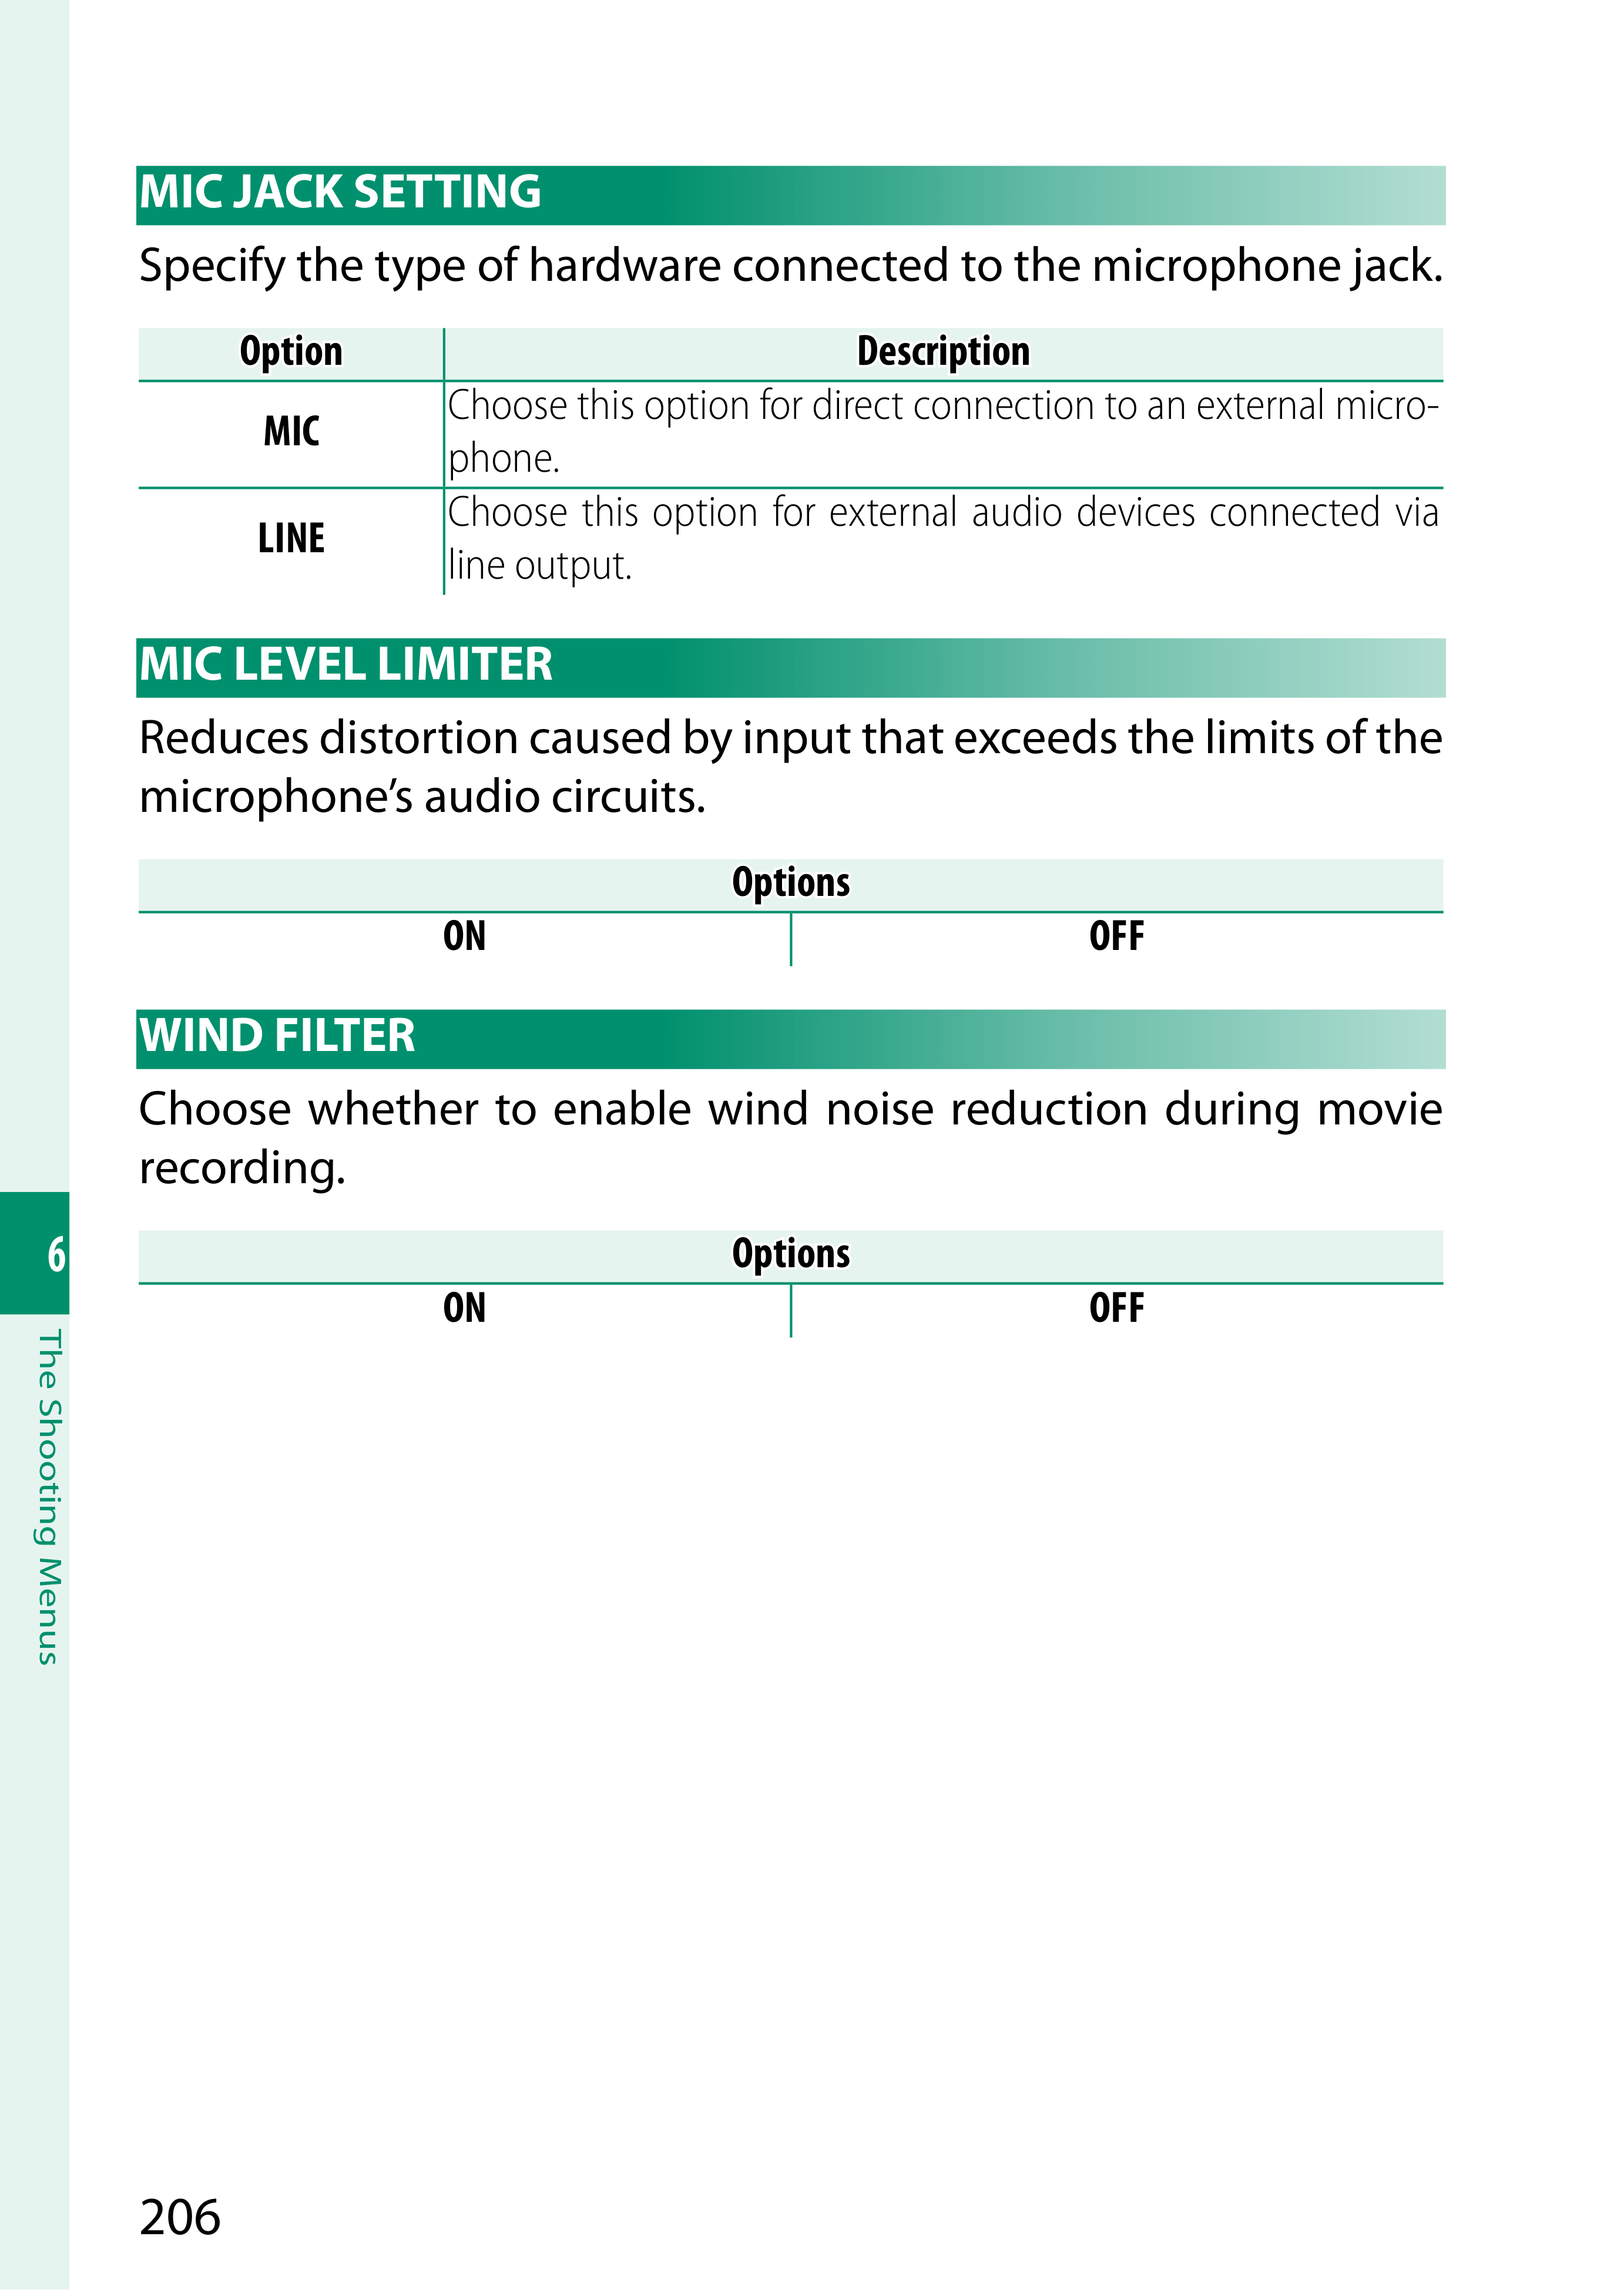 MIC JACK SETTING
Specify the type of hardware connected to the microphone jack.
Option Description
MIC
Choose this option for direct connection to an external micro-
phone.
LINE
Choose this option for external audio devices connected via
line output.
MIC LEVEL LIMITER
Reduces distortion caused by input that exceeds the limits of the
microphone’s audio circuits.
Options
ON OFF
WIND FILTER
Choose whether to enable wind noise reduction during movie
recording.
Options
ON OFF
6
The Shooting Menus
206